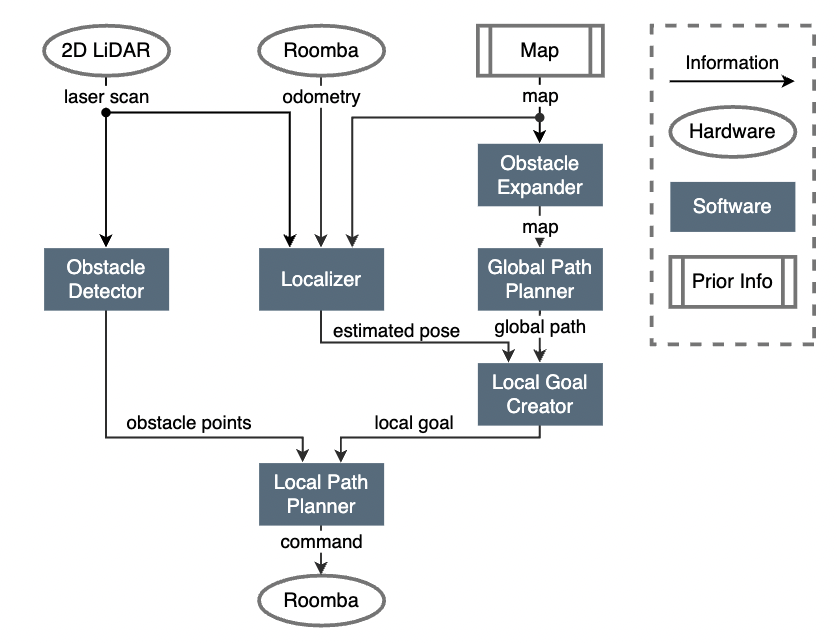 2D LiDAR
Roomba
Map
laser scan
odometry
map
Obstacle
Expander
map
Obstacle
Detector
Localizer
Global Path
Planner
estimated pose
global path
Local Goal
Creator
obstacle points
local goal
Local Path
Planner
command
Roomba
Information
Hardware
Software
Prior Info